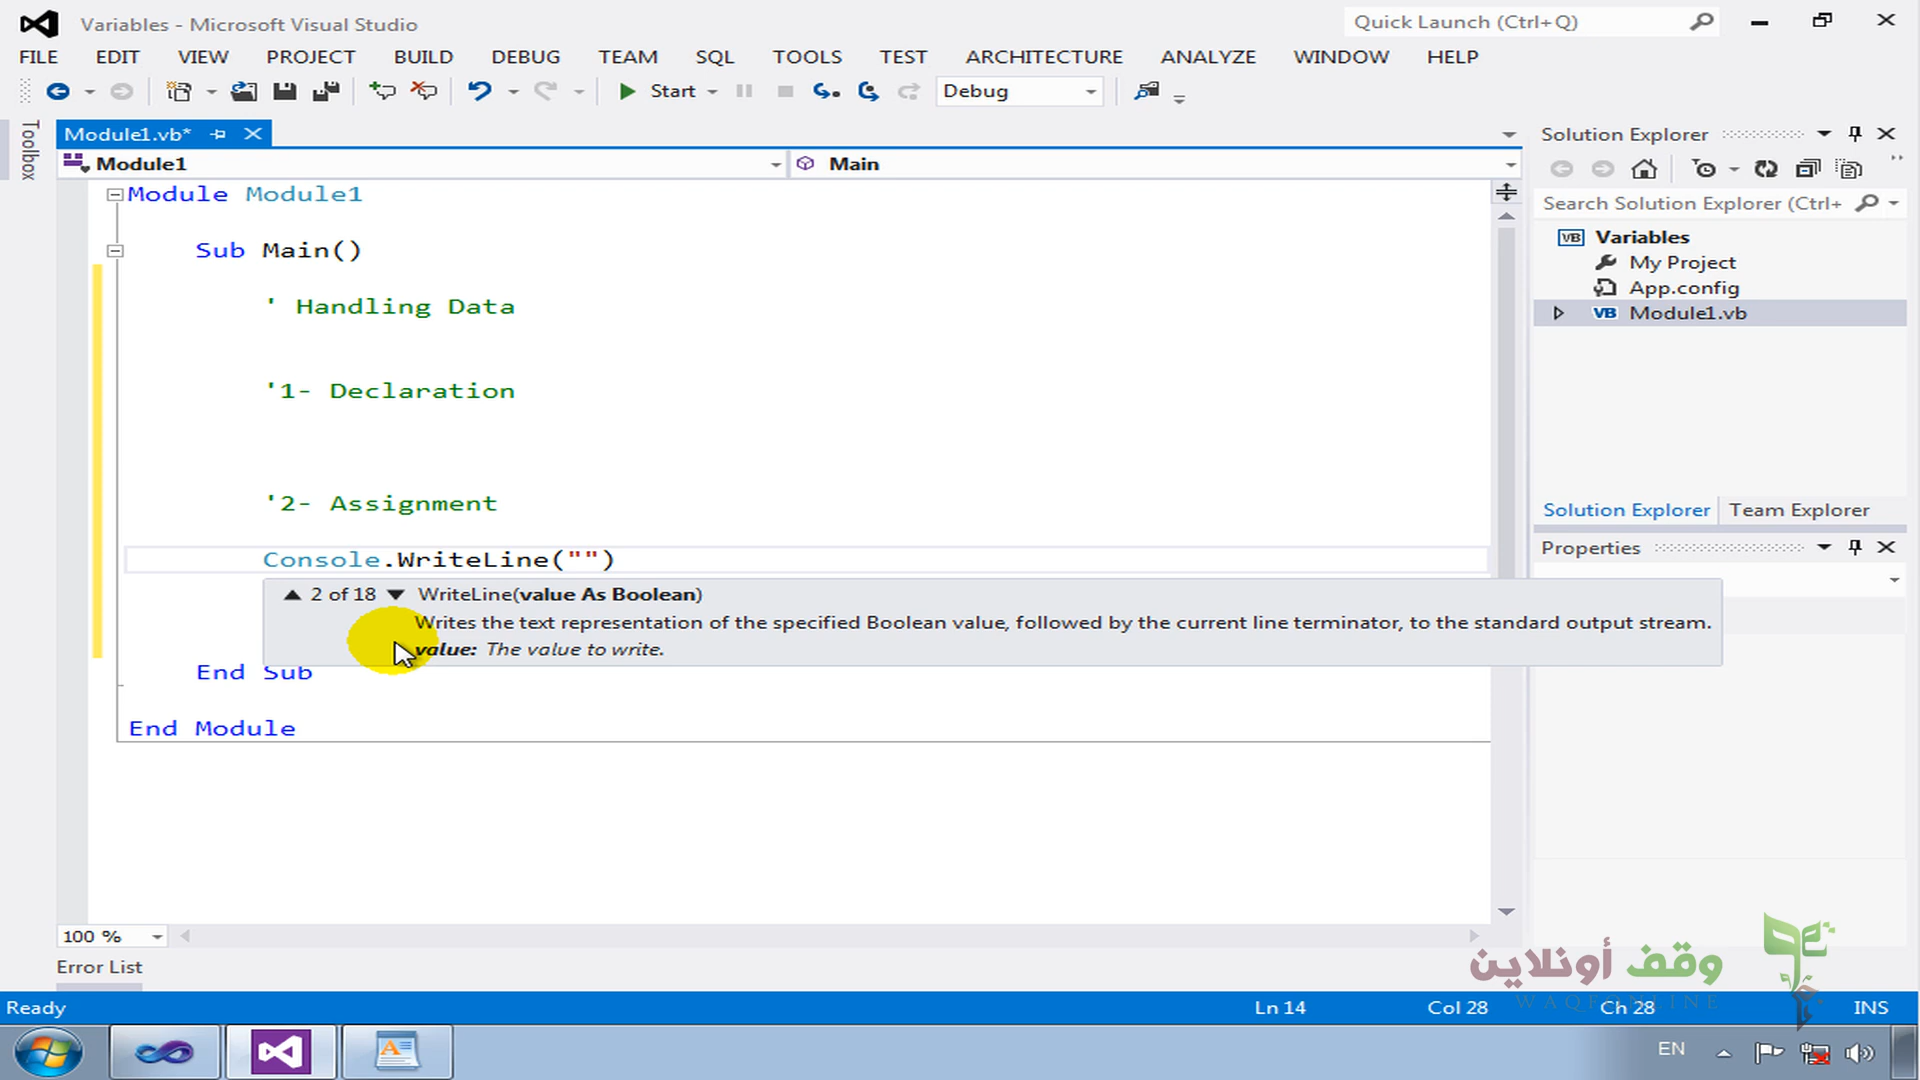 Variables - Microsoft Visual Studio
Quick Launch (Ctrl+Q)
FILE EDIT VIEW PROJECT BUILD DEBUG TEAM SQL TOOLS TEST ARCHITECTURE ANALYZE WINDOW HELP
Start Debug
Toolbox
Module1.vb*
Module1 Main
Module Module1
Sub Main()
' Handling Data
'1- Declaration
'2- Assignment
Console.WriteLine("")
2 of 18 WriteLine(value As Boolean)
Writes the text representation of the specified Boolean value, followed by the current line terminator, to the standard output stream.
value: The value to write.
End Sub
End Module
100 %
Error List
Solution Explorer
Search Solution Explorer (Ctrl+
VB Variables
My Project
App.config
VB Module1.vb
Solution Explorer Team Explorer
Properties
وقف أونلاين
WAQFONLINE
Ready Ln 14 Col 28 Ch 28 INS
EN